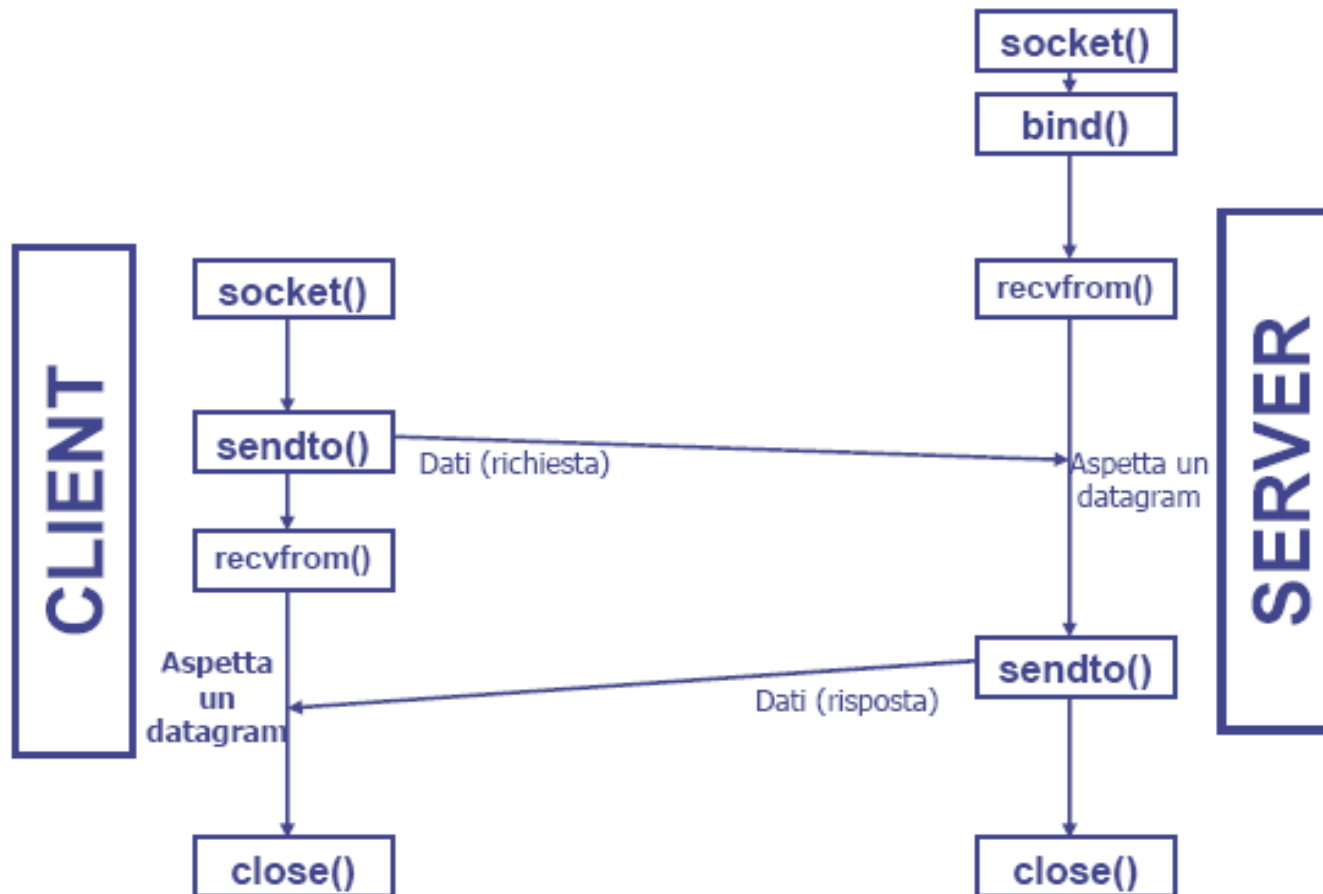 socket()
bind()
recvfrom()
socket()
sendto()
Dati (richiesta)
Aspetta un
datagram
recvfrom()
Aspetta
un
datagram
sendto()
Dati (risposta)
close()
close()
CLIENT
SERVER